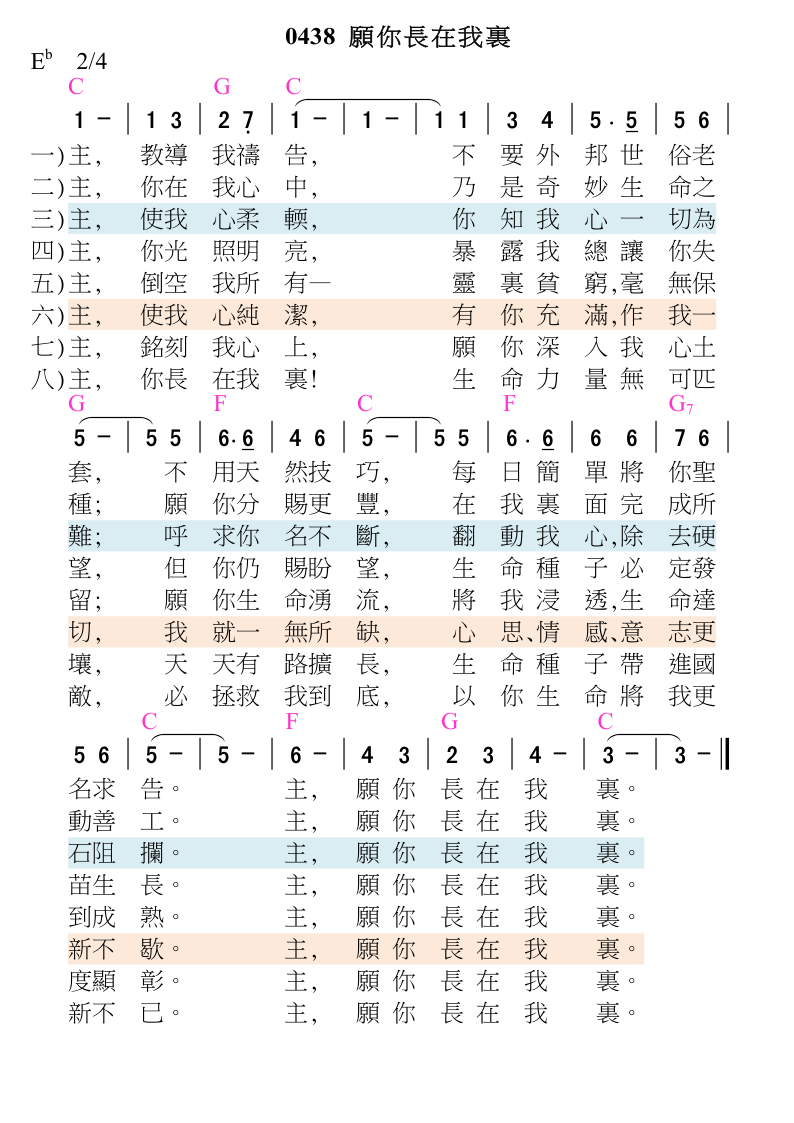 0438 願你長在我裏
E♭ 2/4
C G C
1 － | 1 3 | 2 7̣ | 1 － | 1 － | 1 1 | 3 4 | 5 · 5 | 5 6 |
一)主， 教導 我禱 告， 不 要 外 邦 世 俗老
二)主， 你在 我心 中， 乃 是 奇 妙 生 命之
三)主， 使我 心柔 輭， 你 知 我 心 一 切為
四)主， 你光 照明 亮， 暴 露 我 總 讓 你失
五)主， 倒空 我所 有— 靈 裏 貧 窮，毫 無保
六)主， 使我 心純 潔， 有 你 充 滿，作 我一
七)主， 銘刻 我心 上， 願 你 深 入 我 心土
八)主， 你長 在我 裏！ 生 命 力 量 無 可匹
G F C F G7
5 － | 5 5 | 6· 6 | 4 6 | 5 － | 5 5 | 6 · 6 | 6 6 | 7 6 |
套， 不 用天 然技 巧， 每 日 簡 單 將 你聖
種； 願 你分 賜更 豐， 在 我 裏 面 完 成所
難； 呼 求你 名不 斷， 翻 動 我 心，除 去硬
望， 但 你仍 賜盼 望， 生 命 種 子 必 定發
留； 願 你生 命湧 流， 將 我 浸 透，生 命達
切， 我 就一 無所 缺， 心 思、情 感、意 志更
壤， 天 天有 路擴 長， 生 命 種 子 帶 進國
敵， 必 拯救 我到 底， 以 你 生 命 將 我更
C F G C
5 6 | 5 － | 5 － | 6 － | 4 3 | 2 3 | 4 － | 3 － | 3 － ‖
名求 告。 主， 願 你 長 在 我 裏。
動善 工。 主， 願 你 長 在 我 裏。
石阻 攔。 主， 願 你 長 在 我 裏。
苗生 長。 主， 願 你 長 在 我 裏。
到成 熟。 主， 願 你 長 在 我 裏。
新不 歇。 主， 願 你 長 在 我 裏。
度顯 彰。 主， 願 你 長 在 我 裏。
新不 已。 主， 願 你 長 在 我 裏。